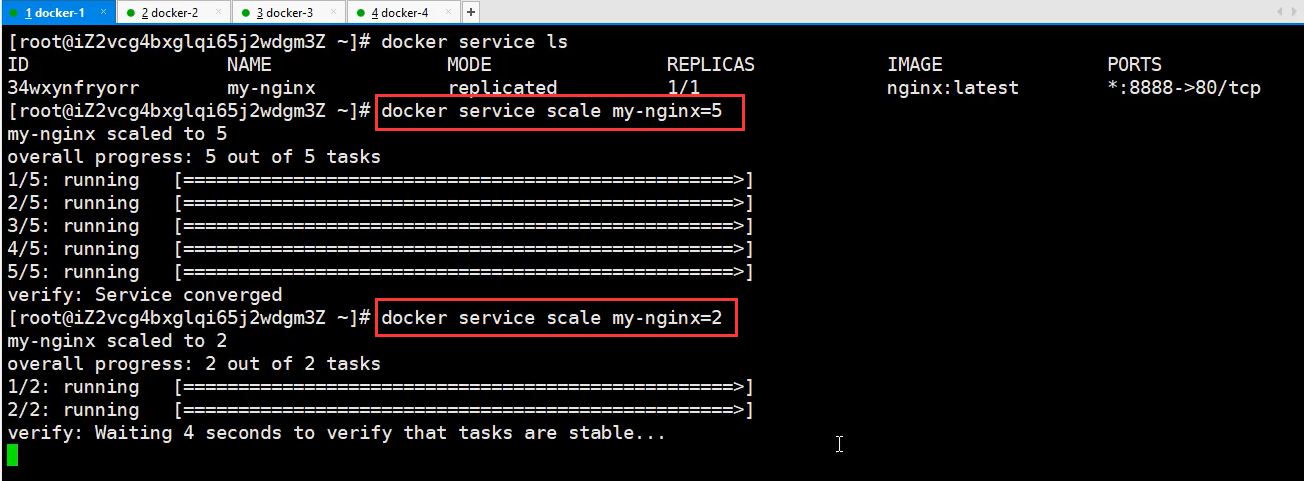 1 docker-1 × 2 docker-2 × 3 docker-3 × 4 docker-4 × +
[root@iZ2vcg4bxglqi65j2wdgm3Z ~]# docker service ls
ID                  NAME                MODE                REPLICAS            IMAGE               PORTS
34wxynfryorr        my-nginx            replicated          1/1                 nginx:latest        *:8888->80/tcp
[root@iZ2vcg4bxglqi65j2wdgm3Z ~]# docker service scale my-nginx=5
my-nginx scaled to 5
overall progress: 5 out of 5 tasks
1/5: running   [==================================================>]
2/5: running   [==================================================>]
3/5: running   [==================================================>]
4/5: running   [==================================================>]
5/5: running   [==================================================>]
verify: Service converged
[root@iZ2vcg4bxglqi65j2wdgm3Z ~]# docker service scale my-nginx=2
my-nginx scaled to 2
overall progress: 2 out of 2 tasks
1/2: running   [==================================================>]
2/2: running   [==================================================>]
verify: Waiting 4 seconds to verify that tasks are stable...